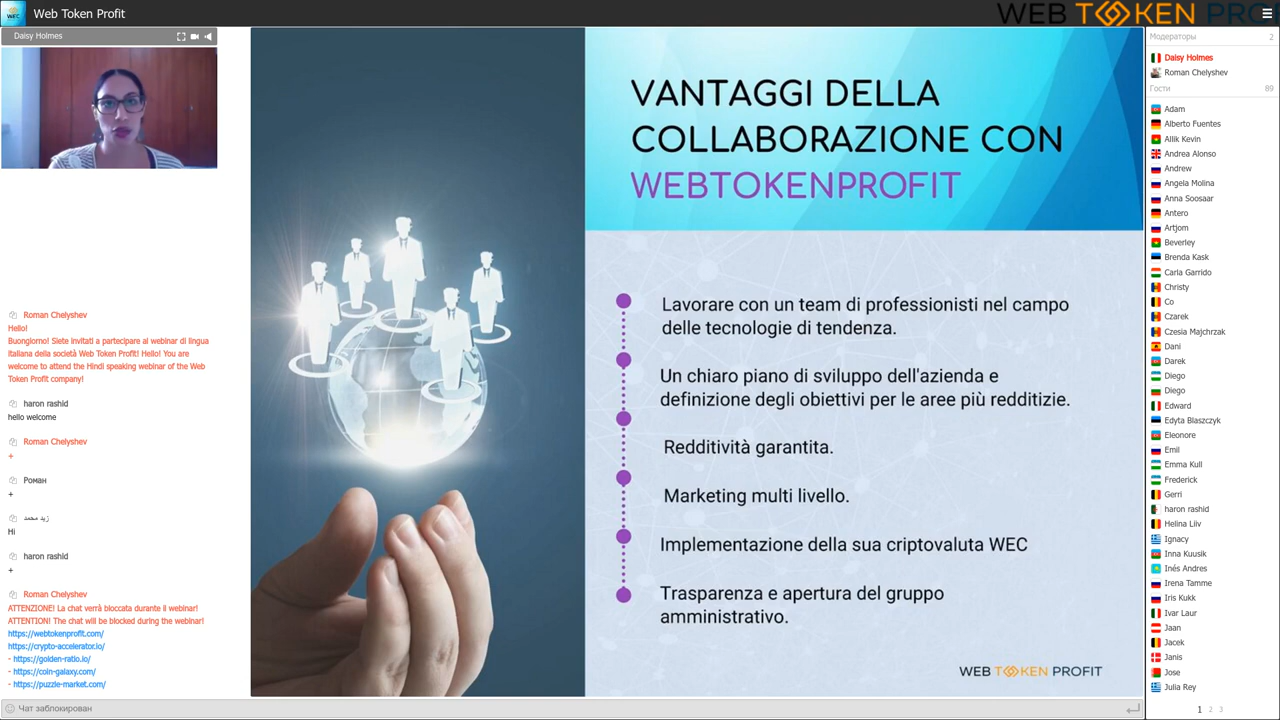 Web Token Profit
WEB TOKEN PRO
Daisy Holmes
Roman Chelyshev
Hello!
Buongiorno! Siete invitati a partecipare al webinar di lingua
italiana della società Web Token Profit! Hello! You are
welcome to attend the Hindi speaking webinar of the Web
Token Profit company!
haron rashid
hello welcome
Roman Chelyshev
+
Роман
+
زيد محمد
Hi
haron rashid
+
Roman Chelyshev
ATTENZIONE! La chat verrà bloccata durante il webinar!
ATTENTION! The chat will be blocked during the webinar!
https://webtokenprofit.com/
https://crypto-accelerator.io/
- https://golden-ratio.io/
- https://coin-galaxy.com/
- https://puzzle-market.com/
Чат заблокирован
VANTAGGI DELLA
COLLABORAZIONE CON
WEBTOKENPROFIT
Lavorare con un team di professionisti nel campo
delle tecnologie di tendenza.
Un chiaro piano di sviluppo dell'azienda e
definizione degli obiettivi per le aree più redditizie.
Redditività garantita.
Marketing multi livello.
Implementazione della sua criptovaluta WEC
Trasparenza e apertura del gruppo
amministrativo.
WEB TOKEN PROFIT
Модераторы 2
Daisy Holmes
Roman Chelyshev
Гости 89
Adam
Alberto Fuentes
Allik Kevin
Andrea Alonso
Andrew
Angela Molina
Anna Soosaar
Antero
Artjom
Beverley
Brenda Kask
Carla Garrido
Christy
Co
Czarek
Czesia Majchrzak
Dani
Darek
Diego
Diego
Edward
Edyta Blaszczyk
Eleonore
Emil
Emma Kull
Frederick
Gerri
haron rashid
Helina Liiv
Ignacy
Inna Kuusik
Inés Andres
Irena Tamme
Iris Kukk
Ivar Laur
Jaan
Jacek
Janis
Jose
Julia Rey
1 2 3